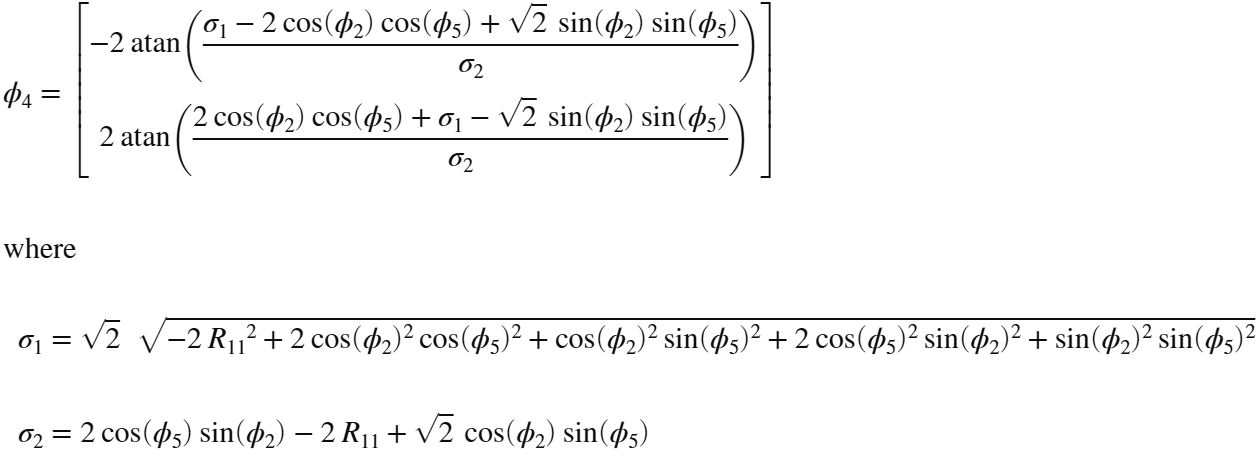 ϕ₄ = [ −2 atan((σ₁ − 2 cos(ϕ₂) cos(ϕ₅) + √2 sin(ϕ₂) sin(ϕ₅)) / σ₂)
2 atan((2 cos(ϕ₂) cos(ϕ₅) + σ₁ − √2 sin(ϕ₂) sin(ϕ₅)) / σ₂) ]
where
σ₁ = √2 √(−2 R₁₁² + 2 cos(ϕ₂)² cos(ϕ₅)² + cos(ϕ₂)² sin(ϕ₅)² + 2 cos(ϕ₅)² sin(ϕ₂)² + sin(ϕ₂)² sin(ϕ₅)²)
σ₂ = 2 cos(ϕ₅) sin(ϕ₂) − 2 R₁₁ + √2 cos(ϕ₂) sin(ϕ₅)